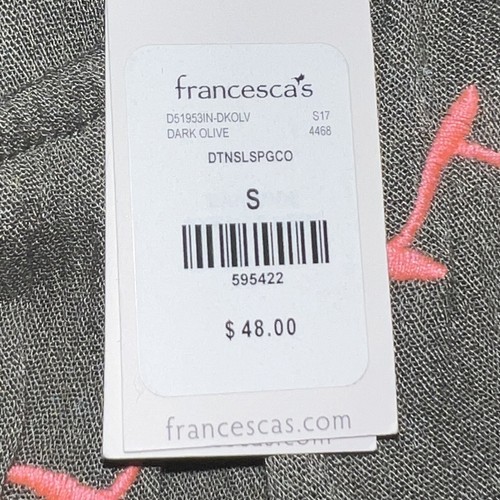 francesca's
D51953IN-DKOLV S17
DARK OLIVE 4468
DTNSLSPGCO
S
595422
$ 48.00
francescas.com